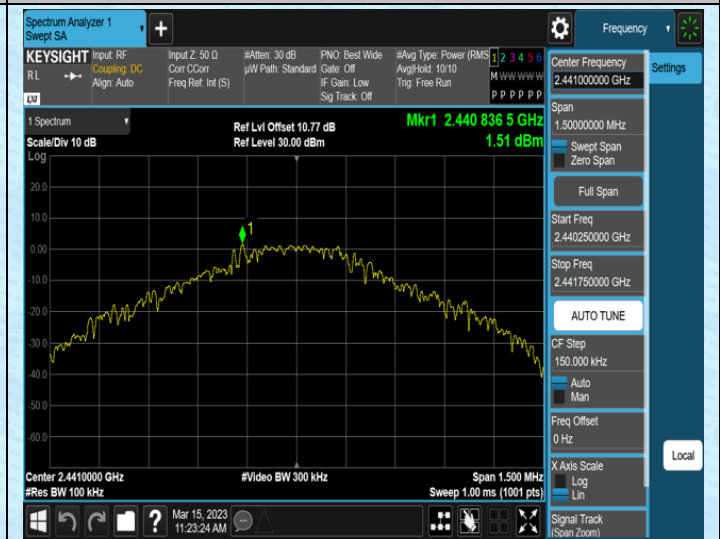 Spectrum Analyzer 1
Swept SA
+
Frequency
KEYSIGHT
RL
LXI
Input: RF
Coupling: DC
Align: Auto
Input Z: 50 Ω
Corr CCorr
Freq Ref: Int (S)
#Atten: 30 dB
µW Path: Standard
PNO: Best Wide
Gate: Off
IF Gain: Low
Sig Track: Off
#Avg Type: Power (RMS
Avg|Hold: 10/10
Trig: Free Run
1 2 3 4 5 6
M W W W W W
P P P P P P
Center Frequency
2.441000000 GHz
Settings
Span
1.50000000 MHz
Swept Span
Zero Span
Full Span
Start Freq
2.440250000 GHz
Stop Freq
2.441750000 GHz
AUTO TUNE
CF Step
150.000 kHz
Auto
Man
Freq Offset
0 Hz
X Axis Scale
Log
Lin
Local
Signal Track
(Span Zoom)
1 Spectrum
Scale/Div 10 dB
Log
Ref Lvl Offset 10.77 dB
Ref Level 30.00 dBm
Mkr1 2.440 836 5 GHz
1.51 dBm
20.0
10.0
1
0.00
-10.0
-20.0
-30.0
-40.0
-50.0
-60.0
Center 2.4410000 GHz
#Res BW 100 kHz
#Video BW 300 kHz
Span 1.500 MHz
Sweep 1.00 ms (1001 pts)
?
Mar 15, 2023
11:23:24 AM